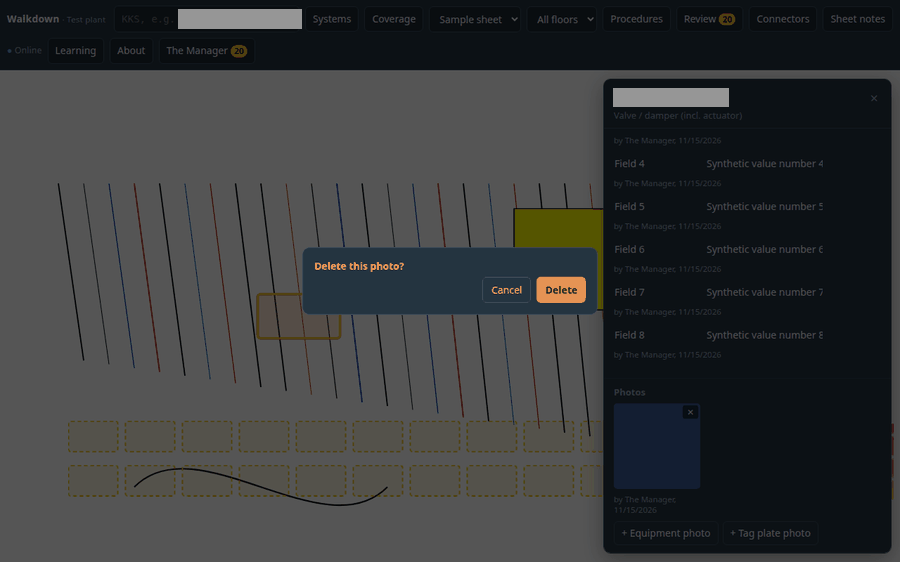 Walkdown · Test plant
KKS, e.g.
Systems
Coverage
Sample sheet
All floors
Procedures
Review 20
Connectors
Sheet notes
● Online
Learning
About
The Manager 20
×
Valve / damper (incl. actuator)
by The Manager, 11/15/2026
Field 4 Synthetic value number 4
by The Manager, 11/15/2026
Field 5 Synthetic value number 5
by The Manager, 11/15/2026
Field 6 Synthetic value number 6
by The Manager, 11/15/2026
Field 7 Synthetic value number 7
by The Manager, 11/15/2026
Field 8 Synthetic value number 8
by The Manager, 11/15/2026
Delete this photo?
Cancel
Delete
Photos
×
by The Manager,
11/15/2026
+ Equipment photo
+ Tag plate photo